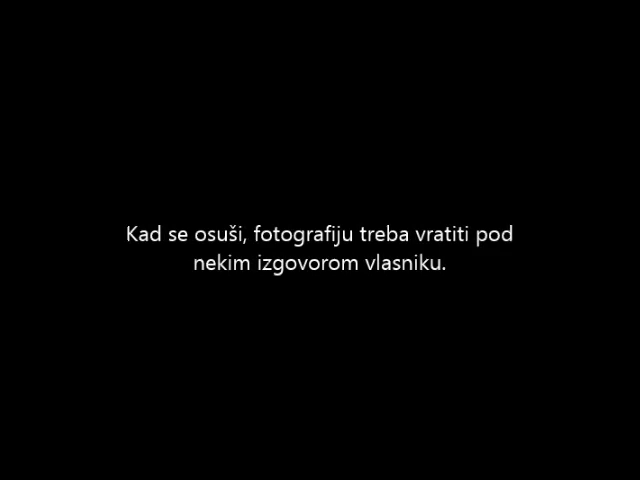 Kad se osuši, fotografiju treba vratiti pod
nekim izgovorom vlasniku.